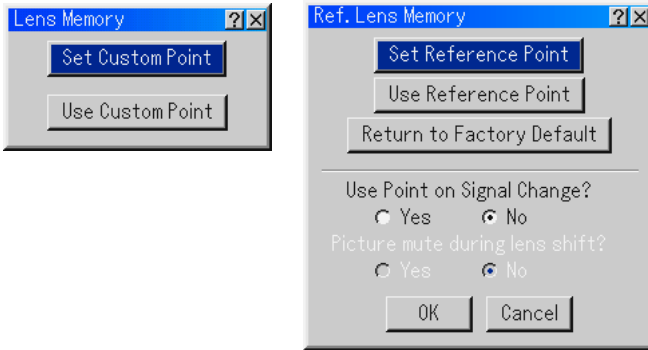 Lens Memory ? X
Set Custom Point
Use Custom Point
Ref. Lens Memory ? X
Set Reference Point
Use Reference Point
Return to Factory Default
Use Point on Signal Change?
Yes No
Picture mute during lens shift?
Yes No
OK Cancel